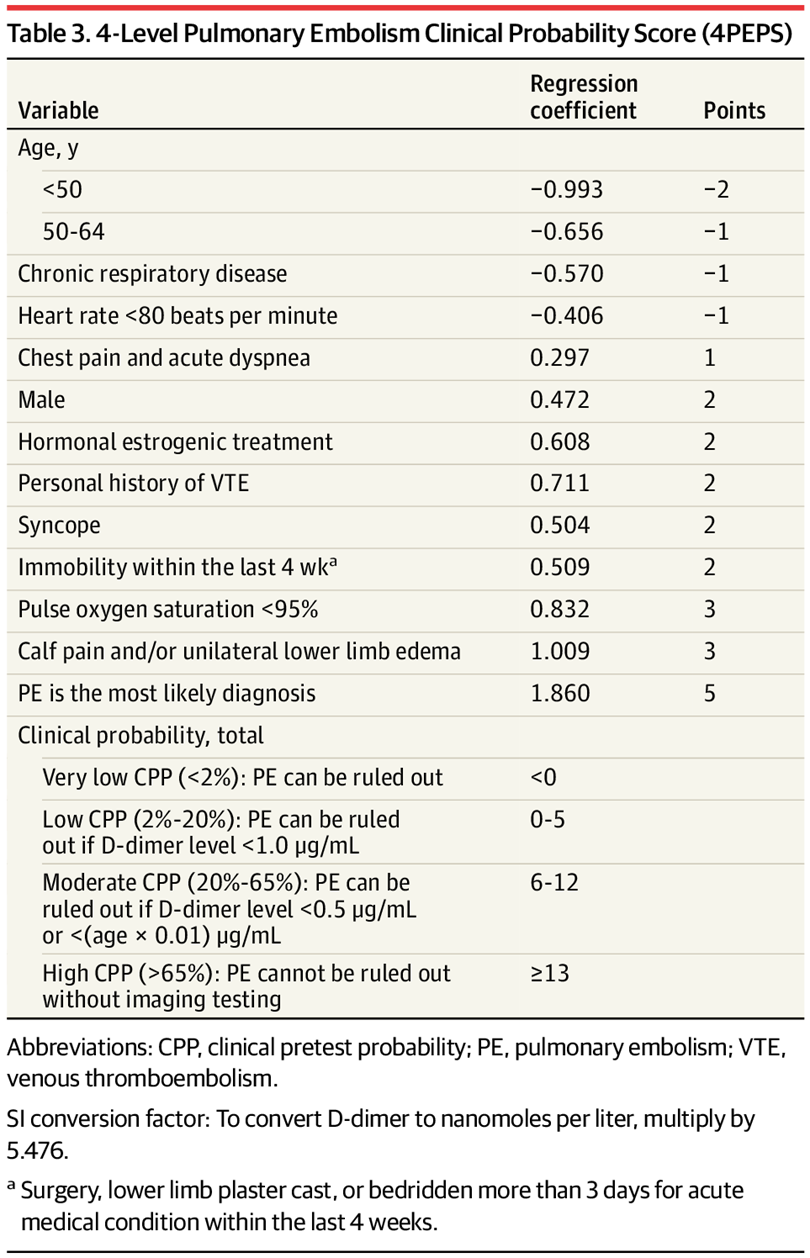 Table 3. 4-Level Pulmonary Embolism Clinical Probability Score (4PEPS)
Variable Regression coefficient Points
Age, y
<50 −0.993 −2
50-64 −0.656 −1
Chronic respiratory disease −0.570 −1
Heart rate <80 beats per minute −0.406 −1
Chest pain and acute dyspnea 0.297 1
Male 0.472 2
Hormonal estrogenic treatment 0.608 2
Personal history of VTE 0.711 2
Syncope 0.504 2
Immobility within the last 4 wkᵃ 0.509 2
Pulse oxygen saturation <95% 0.832 3
Calf pain and/or unilateral lower limb edema 1.009 3
PE is the most likely diagnosis 1.860 5
Clinical probability, total
Very low CPP (<2%): PE can be ruled out <0
Low CPP (2%-20%): PE can be ruled 0-5
out if D-dimer level <1.0 μg/mL
Moderate CPP (20%-65%): PE can be 6-12
ruled out if D-dimer level <0.5 μg/mL
or <(age × 0.01) μg/mL
High CPP (>65%): PE cannot be ruled out ≥13
without imaging testing
Abbreviations: CPP, clinical pretest probability; PE, pulmonary embolism; VTE,
venous thromboembolism.
SI conversion factor: To convert D-dimer to nanomoles per liter, multiply by
5.476.
ᵃ Surgery, lower limb plaster cast, or bedridden more than 3 days for acute
medical condition within the last 4 weeks.